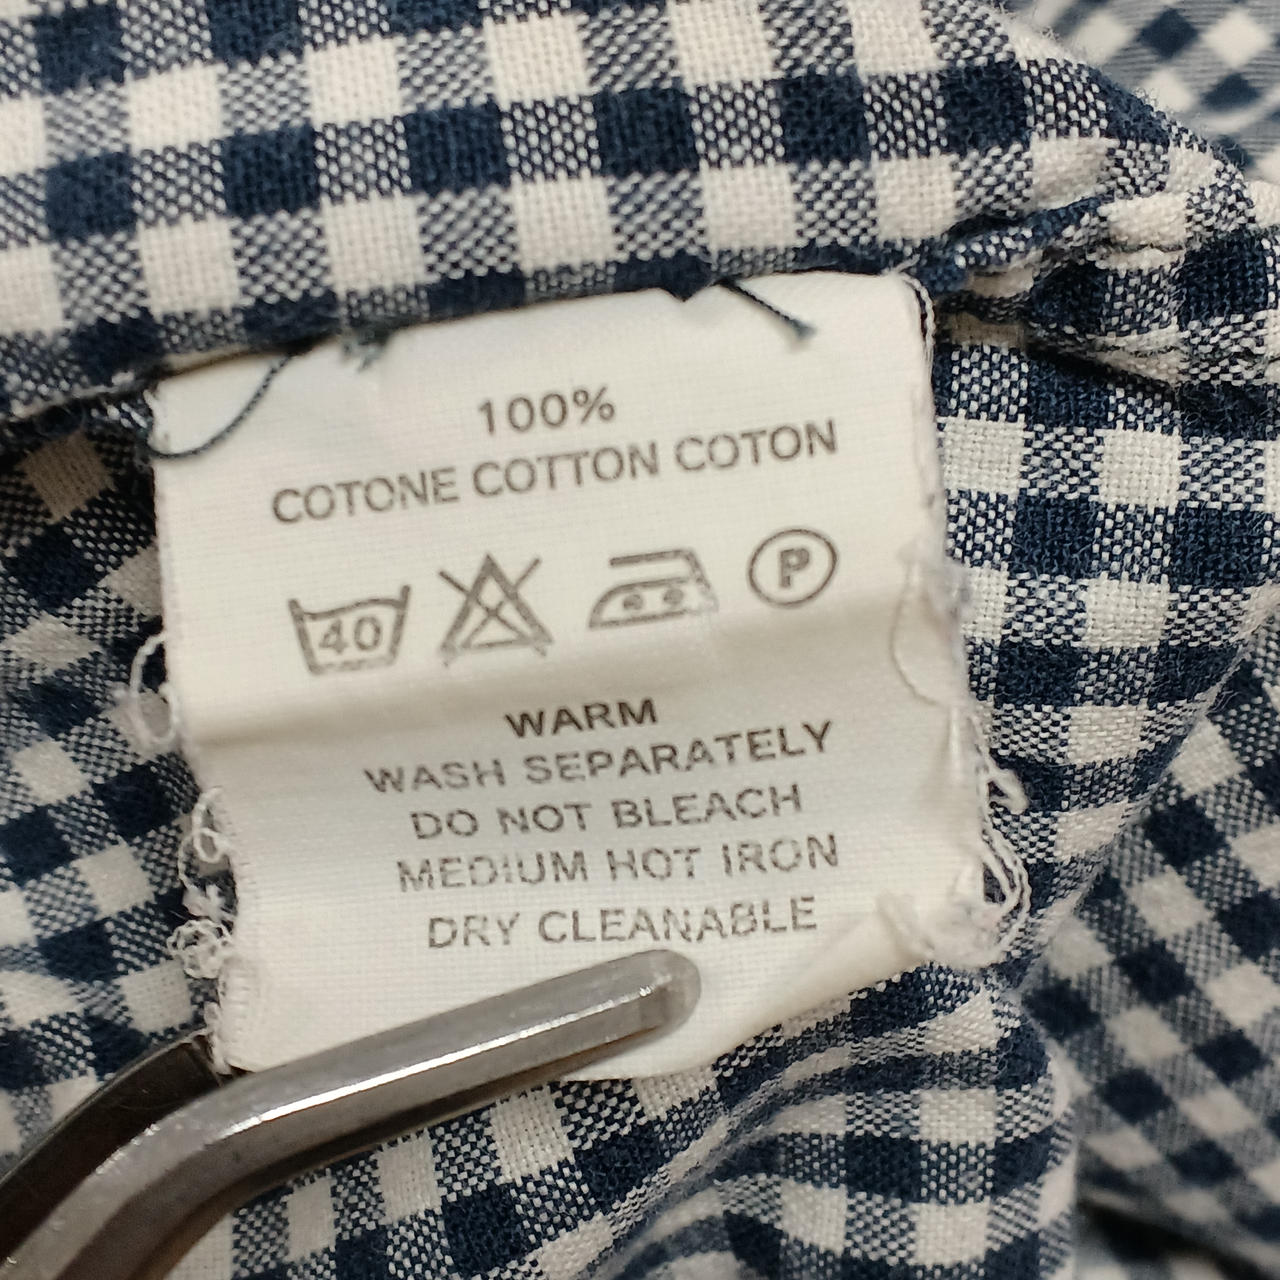 100%
COTONE COTTON COTON
40 P
WARM
WASH SEPARATELY
DO NOT BLEACH
MEDIUM HOT IRON
DRY CLEANABLE